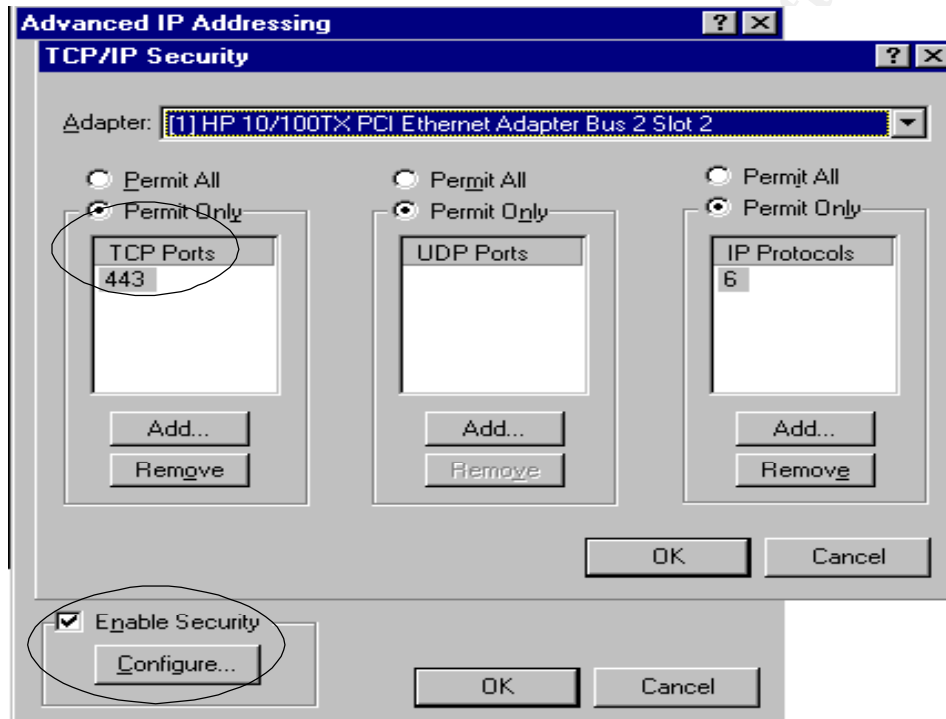 Advanced IP Addressing
TCP/IP Security
Adapter: [1] HP 10/100TX PCI Ethernet Adapter Bus 2 Slot 2
Permit All Permit All Permit All
Permit Only Permit Only Permit Only
TCP Ports UDP Ports IP Protocols
443 6
Add... Add... Add...
Remove Remove Remove
OK Cancel
Enable Security
Configure...
OK Cancel